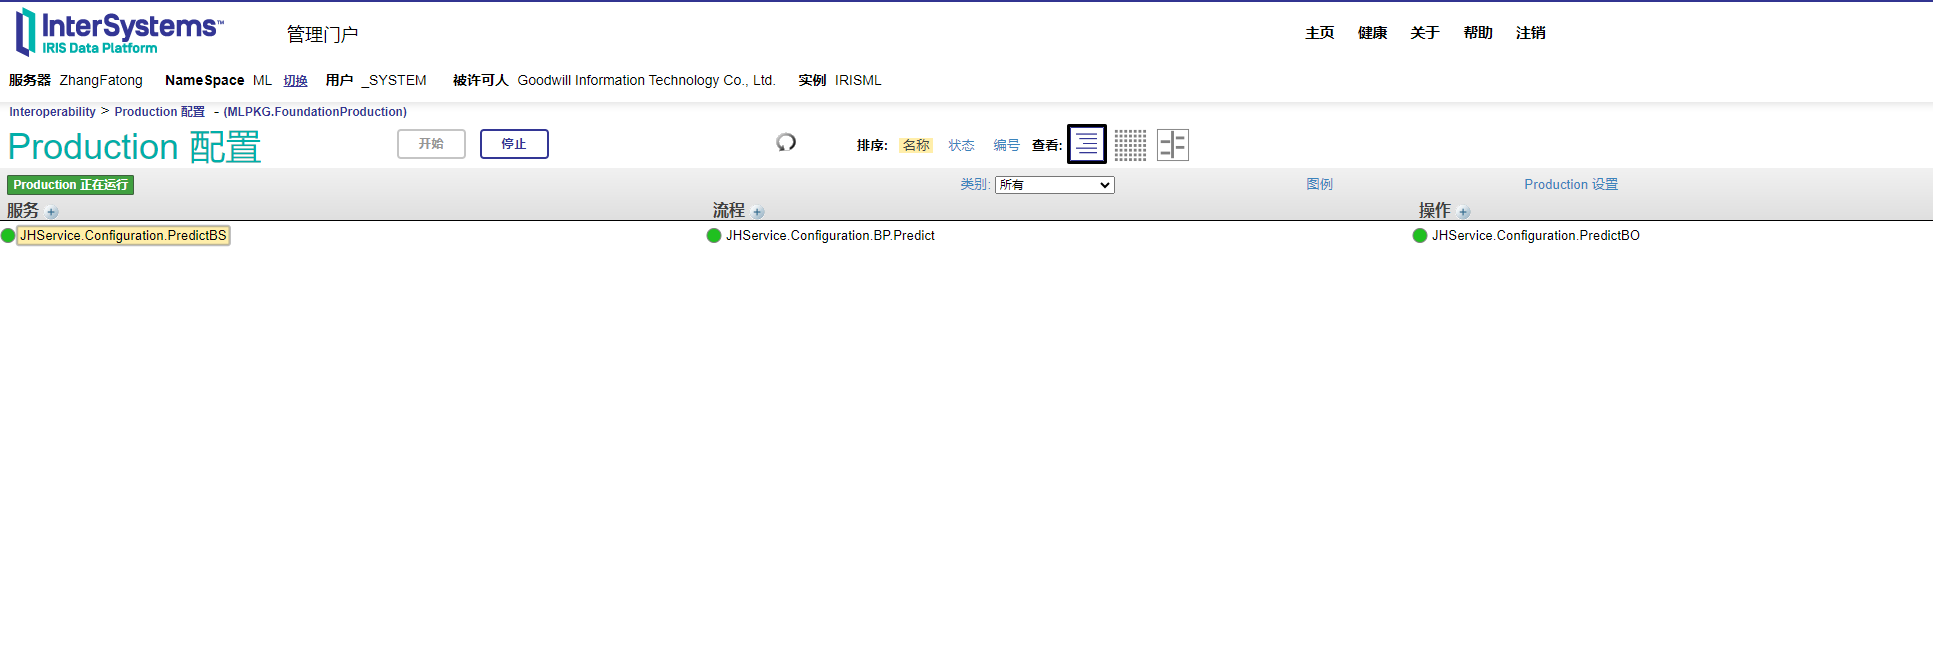 InterSystems™
IRIS Data Platform
管理门户
主页 健康 关于 帮助 注销
服务器 ZhangFatong NameSpace ML 切换 用户 _SYSTEM 被许可人 Goodwill Information Technology Co., Ltd. 实例 IRISML
Interoperability > Production 配置 - (MLPKG.FoundationProduction)
Production 配置
开始 停止
排序: 名称 状态 编号 查看:
Production 正在运行 类别: 所有 图例 Production 设置
服务 流程 操作
JHService.Configuration.PredictBS JHService.Configuration.BP.Predict JHService.Configuration.PredictBO